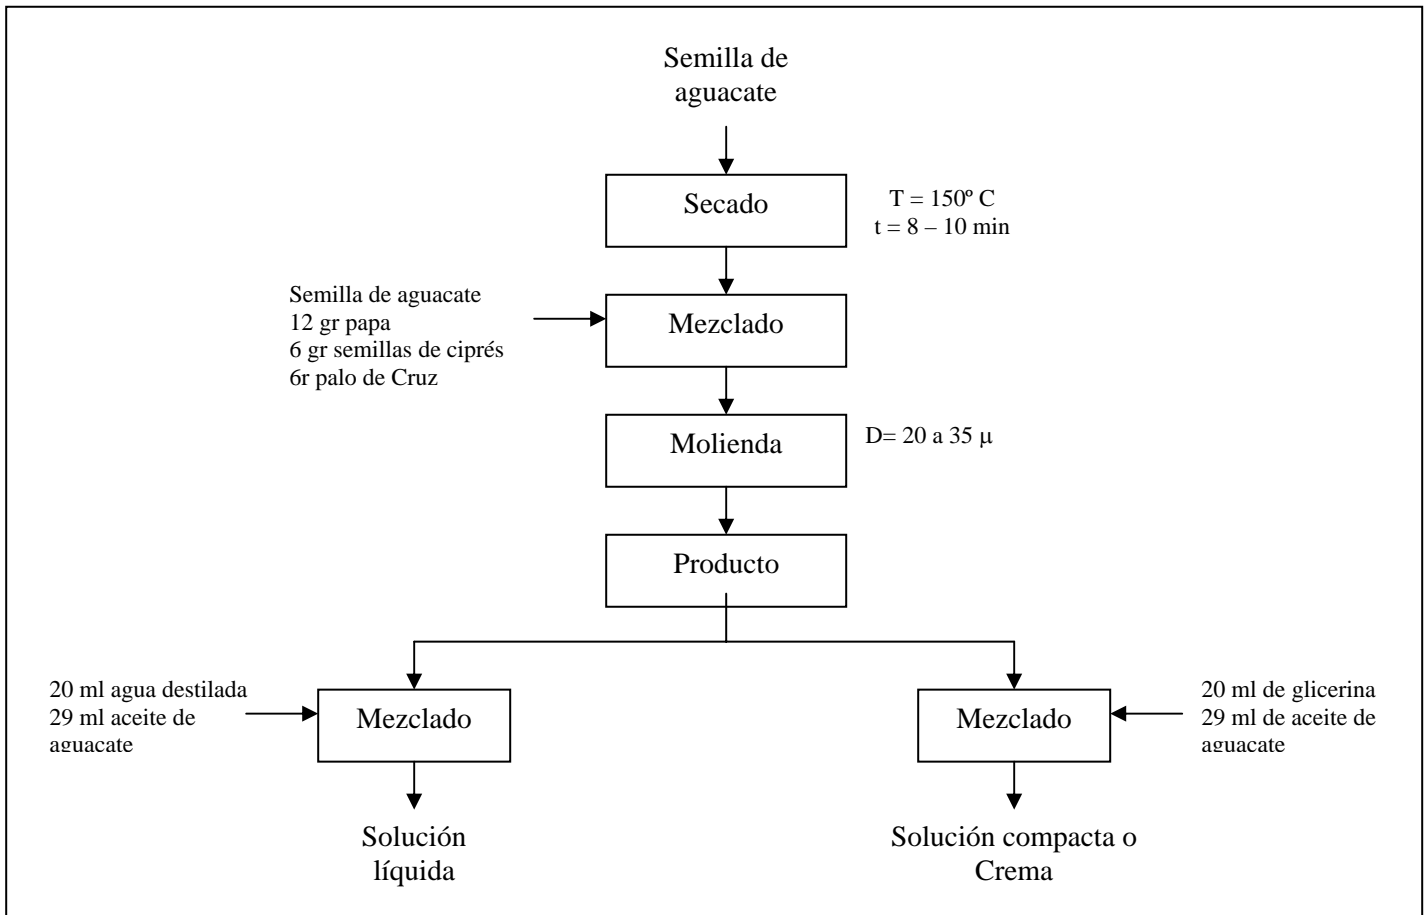 Semilla de
aguacate
Secado
T = 150º C
t = 8 – 10 min
Semilla de aguacate
12 gr papa
6 gr semillas de ciprés
6r palo de Cruz
Mezclado
Molienda
D= 20 a 35 μ
Producto
20 ml agua destilada
29 ml aceite de
aguacate
Mezclado
Mezclado
20 ml de glicerina
29 ml de aceite de
aguacate
Solución
líquida
Solución compacta o
Crema